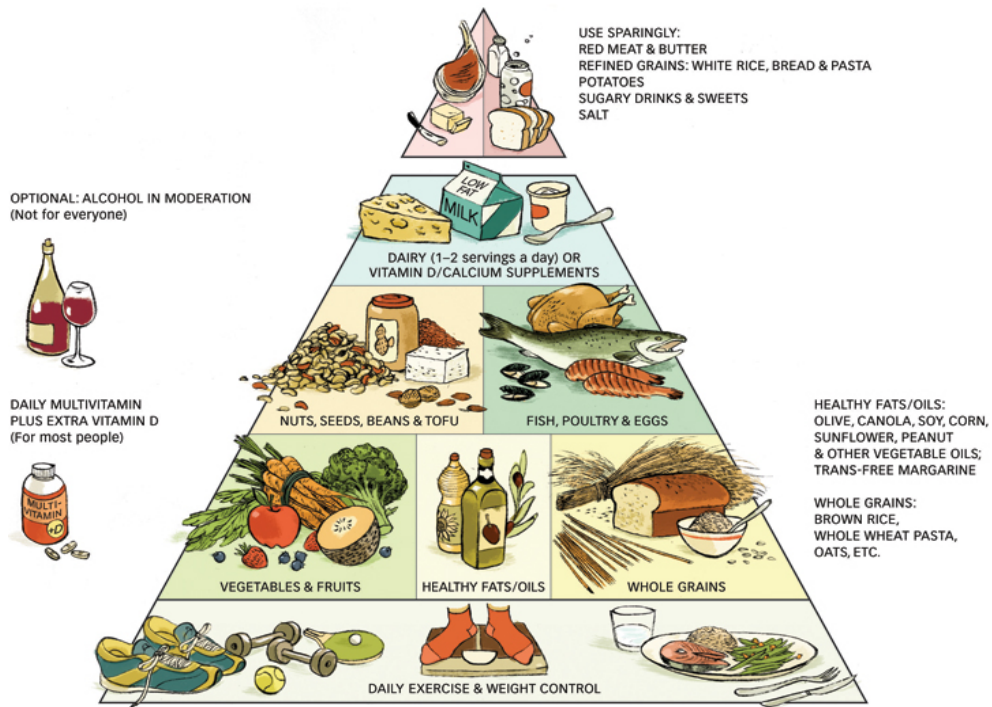 USE SPARINGLY:
RED MEAT & BUTTER
REFINED GRAINS: WHITE RICE, BREAD & PASTA
POTATOES
SUGARY DRINKS & SWEETS
SALT
OPTIONAL: ALCOHOL IN MODERATION
(Not for everyone)
LOW
FAT
MILK
DAIRY (1–2 servings a day) OR
VITAMIN D/CALCIUM SUPPLEMENTS
NUTS, SEEDS, BEANS & TOFU
FISH, POULTRY & EGGS
DAILY MULTIVITAMIN
PLUS EXTRA VITAMIN D
(For most people)
MULTI-
VITAMIN
+D
HEALTHY FATS/OILS:
OLIVE, CANOLA, SOY, CORN,
SUNFLOWER, PEANUT
& OTHER VEGETABLE OILS;
TRANS-FREE MARGARINE
WHOLE GRAINS:
BROWN RICE,
WHOLE WHEAT PASTA,
OATS, ETC.
VEGETABLES & FRUITS
HEALTHY FATS/OILS
WHOLE GRAINS
DAILY EXERCISE & WEIGHT CONTROL